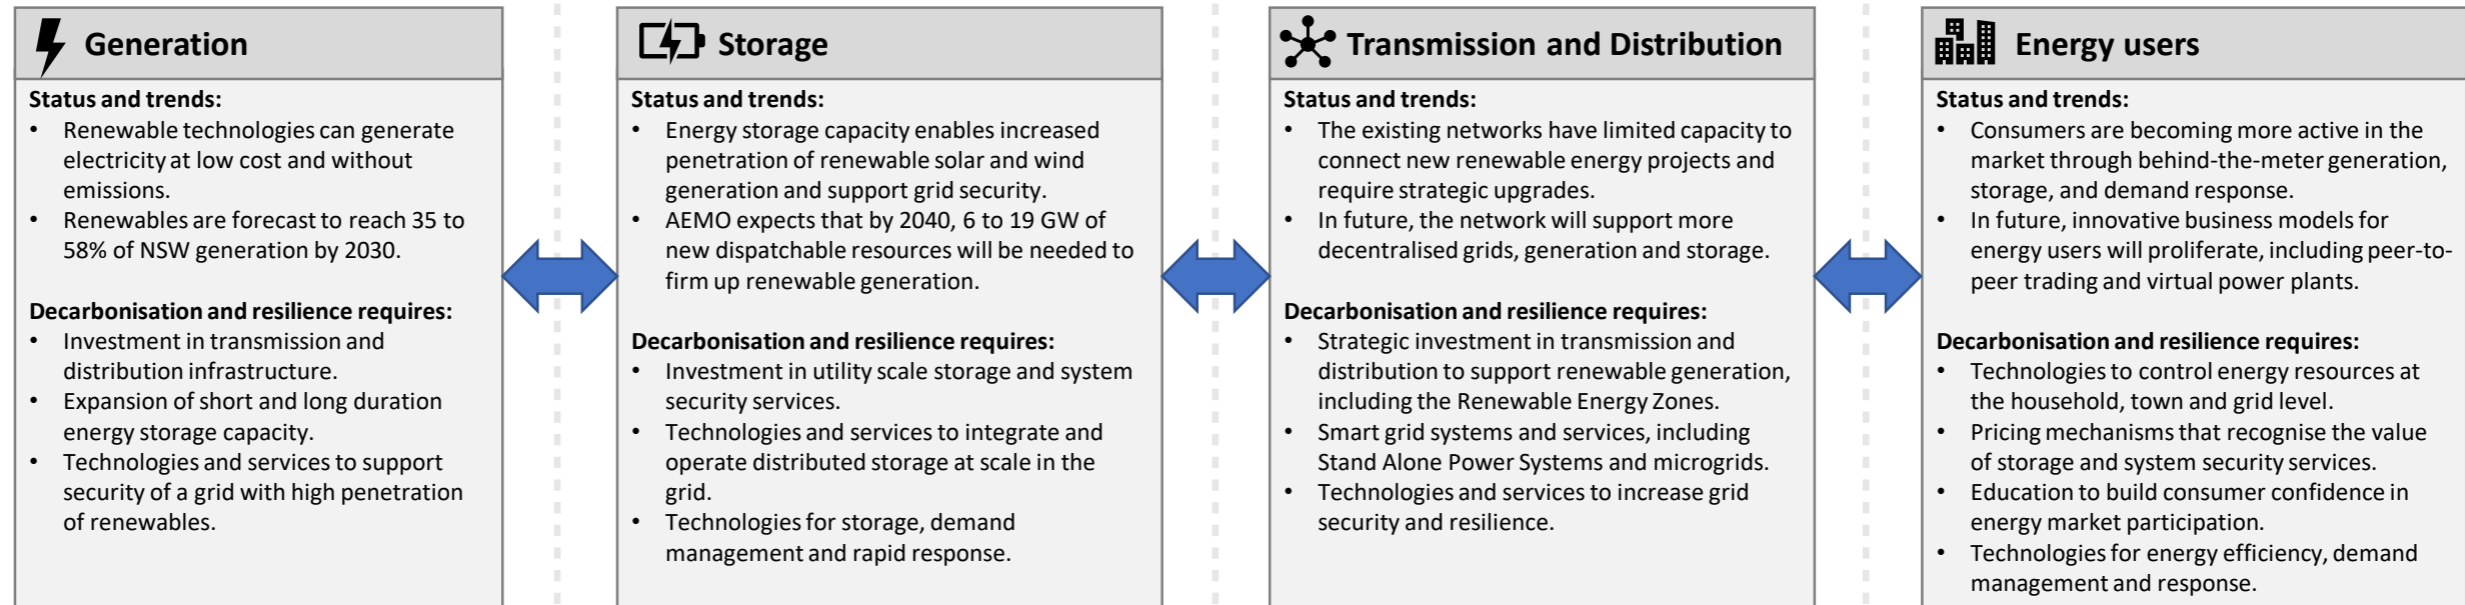 Generation
Status and trends:
• Renewable technologies can generate
electricity at low cost and without
emissions.
• Renewables are forecast to reach 35 to
58% of NSW generation by 2030.
Decarbonisation and resilience requires:
• Investment in transmission and
distribution infrastructure.
• Expansion of short and long duration
energy storage capacity.
• Technologies and services to support
security of a grid with high penetration
of renewables.
Storage
Status and trends:
• Energy storage capacity enables increased
penetration of renewable solar and wind
generation and support grid security.
• AEMO expects that by 2040, 6 to 19 GW of
new dispatchable resources will be needed to
firm up renewable generation.
Decarbonisation and resilience requires:
• Investment in utility scale storage and system
security services.
• Technologies and services to integrate and
operate distributed storage at scale in the
grid.
• Technologies for storage, demand
management and rapid response.
Transmission and Distribution
Status and trends:
• The existing networks have limited capacity to
connect new renewable energy projects and
require strategic upgrades.
• In future, the network will support more
decentralised grids, generation and storage.
Decarbonisation and resilience requires:
• Strategic investment in transmission and
distribution to support renewable generation,
including the Renewable Energy Zones.
• Smart grid systems and services, including
Stand Alone Power Systems and microgrids.
• Technologies and services to increase grid
security and resilience.
Energy users
Status and trends:
• Consumers are becoming more active in the
market through behind-the-meter generation,
storage, and demand response.
• In future, innovative business models for
energy users will proliferate, including peer-to-
peer trading and virtual power plants.
Decarbonisation and resilience requires:
• Technologies to control energy resources at
the household, town and grid level.
• Pricing mechanisms that recognise the value
of storage and system security services.
• Education to build consumer confidence in
energy market participation.
• Technologies for energy efficiency, demand
management and response.